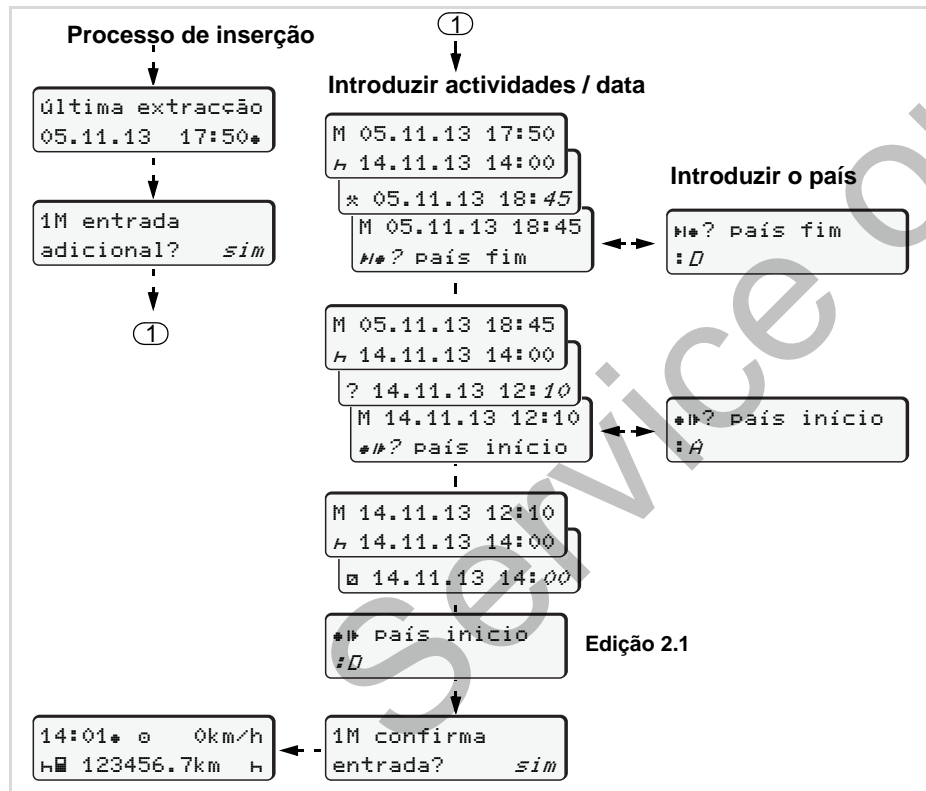 Processo de inserção
última extracção
05.11.13 17:50
1M entrada
adicional? sim
1
1
Introduzir actividades / data
M 05.11.13 17:50
14.11.13 14:00
05.11.13 18:45
M 05.11.13 18:45
? país fim
Introduzir o país
? país fim
:D
M 05.11.13 18:45
14.11.13 14:00
? 14.11.13 12:10
M 14.11.13 12:10
? país início
? país início
:A
M 14.11.13 12:10
14.11.13 14:00
14.11.13 14:00
país inicio
:D
Edição 2.1
1M confirma
entrada? sim
14:01 0km/h
123456.7km
Service o